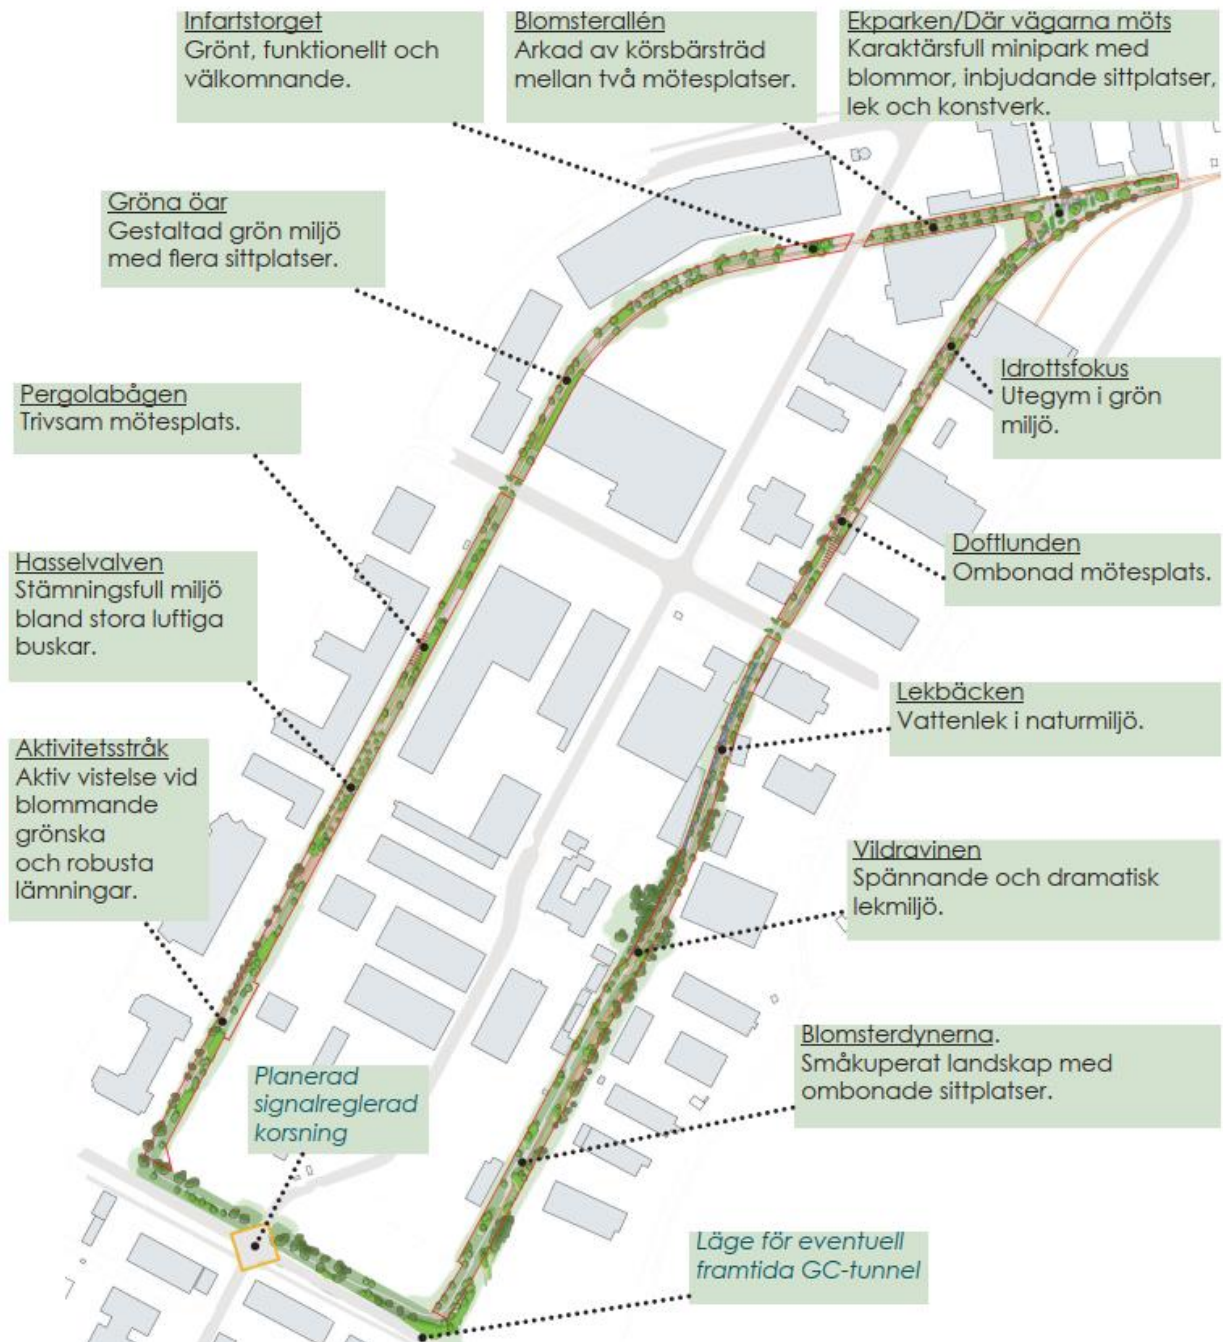 Infartstorget
Grönt, funktionellt och
välkomnande.
Blomsterallén
Arkad av körsbärsträd
mellan två mötesplatser.
Ekparken/Där vägarna möts
Karaktärsfull minipark med
blommor, inbjudande sittplatser,
lek och konstverk.
Gröna öar
Gestaltad grön miljö
med flera sittplatser.
Idrottsfokus
Utegym i grön
miljö.
Pergolabågen
Trivsam mötesplats.
Doftlunden
Ombonad mötesplats.
Hasselvalven
Stämningsfull miljö
bland stora luftiga
buskar.
Lekbäcken
Vattenlek i naturmiljö.
Aktivitetsstråk
Aktiv vistelse vid
blommande
grönska
och robusta
lämningar.
Vildravinen
Spännande och dramatisk
lekmiljö.
Blomsterdynerna.
Småkuperat landskap med
ombonade sittplatser.
Planerad
signalreglerad
korsning
Läge för eventuell
framtida GC-tunnel